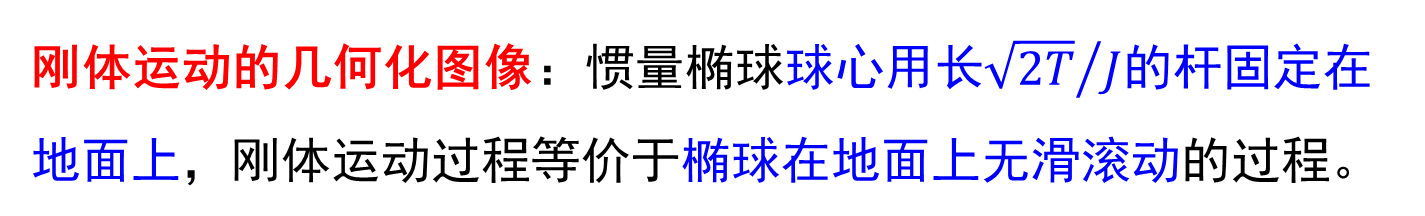 刚体运动的几何化图像：惯量椭球球心用长√2T/J的杆固定在
地面上，刚体运动过程等价于椭球在地面上无滑滚动的过程。